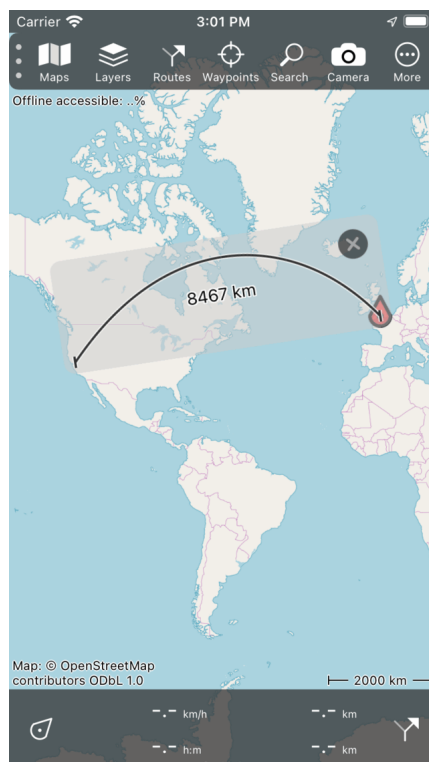 Carrier 3:01 PM
Maps Layers Routes Waypoints Search Camera More
Offline accessible: ..%
8467 km
Map: © OpenStreetMap
contributors ODbL 1.0
2000 km
-.- km/h -.- km
-.- h:m -.- km